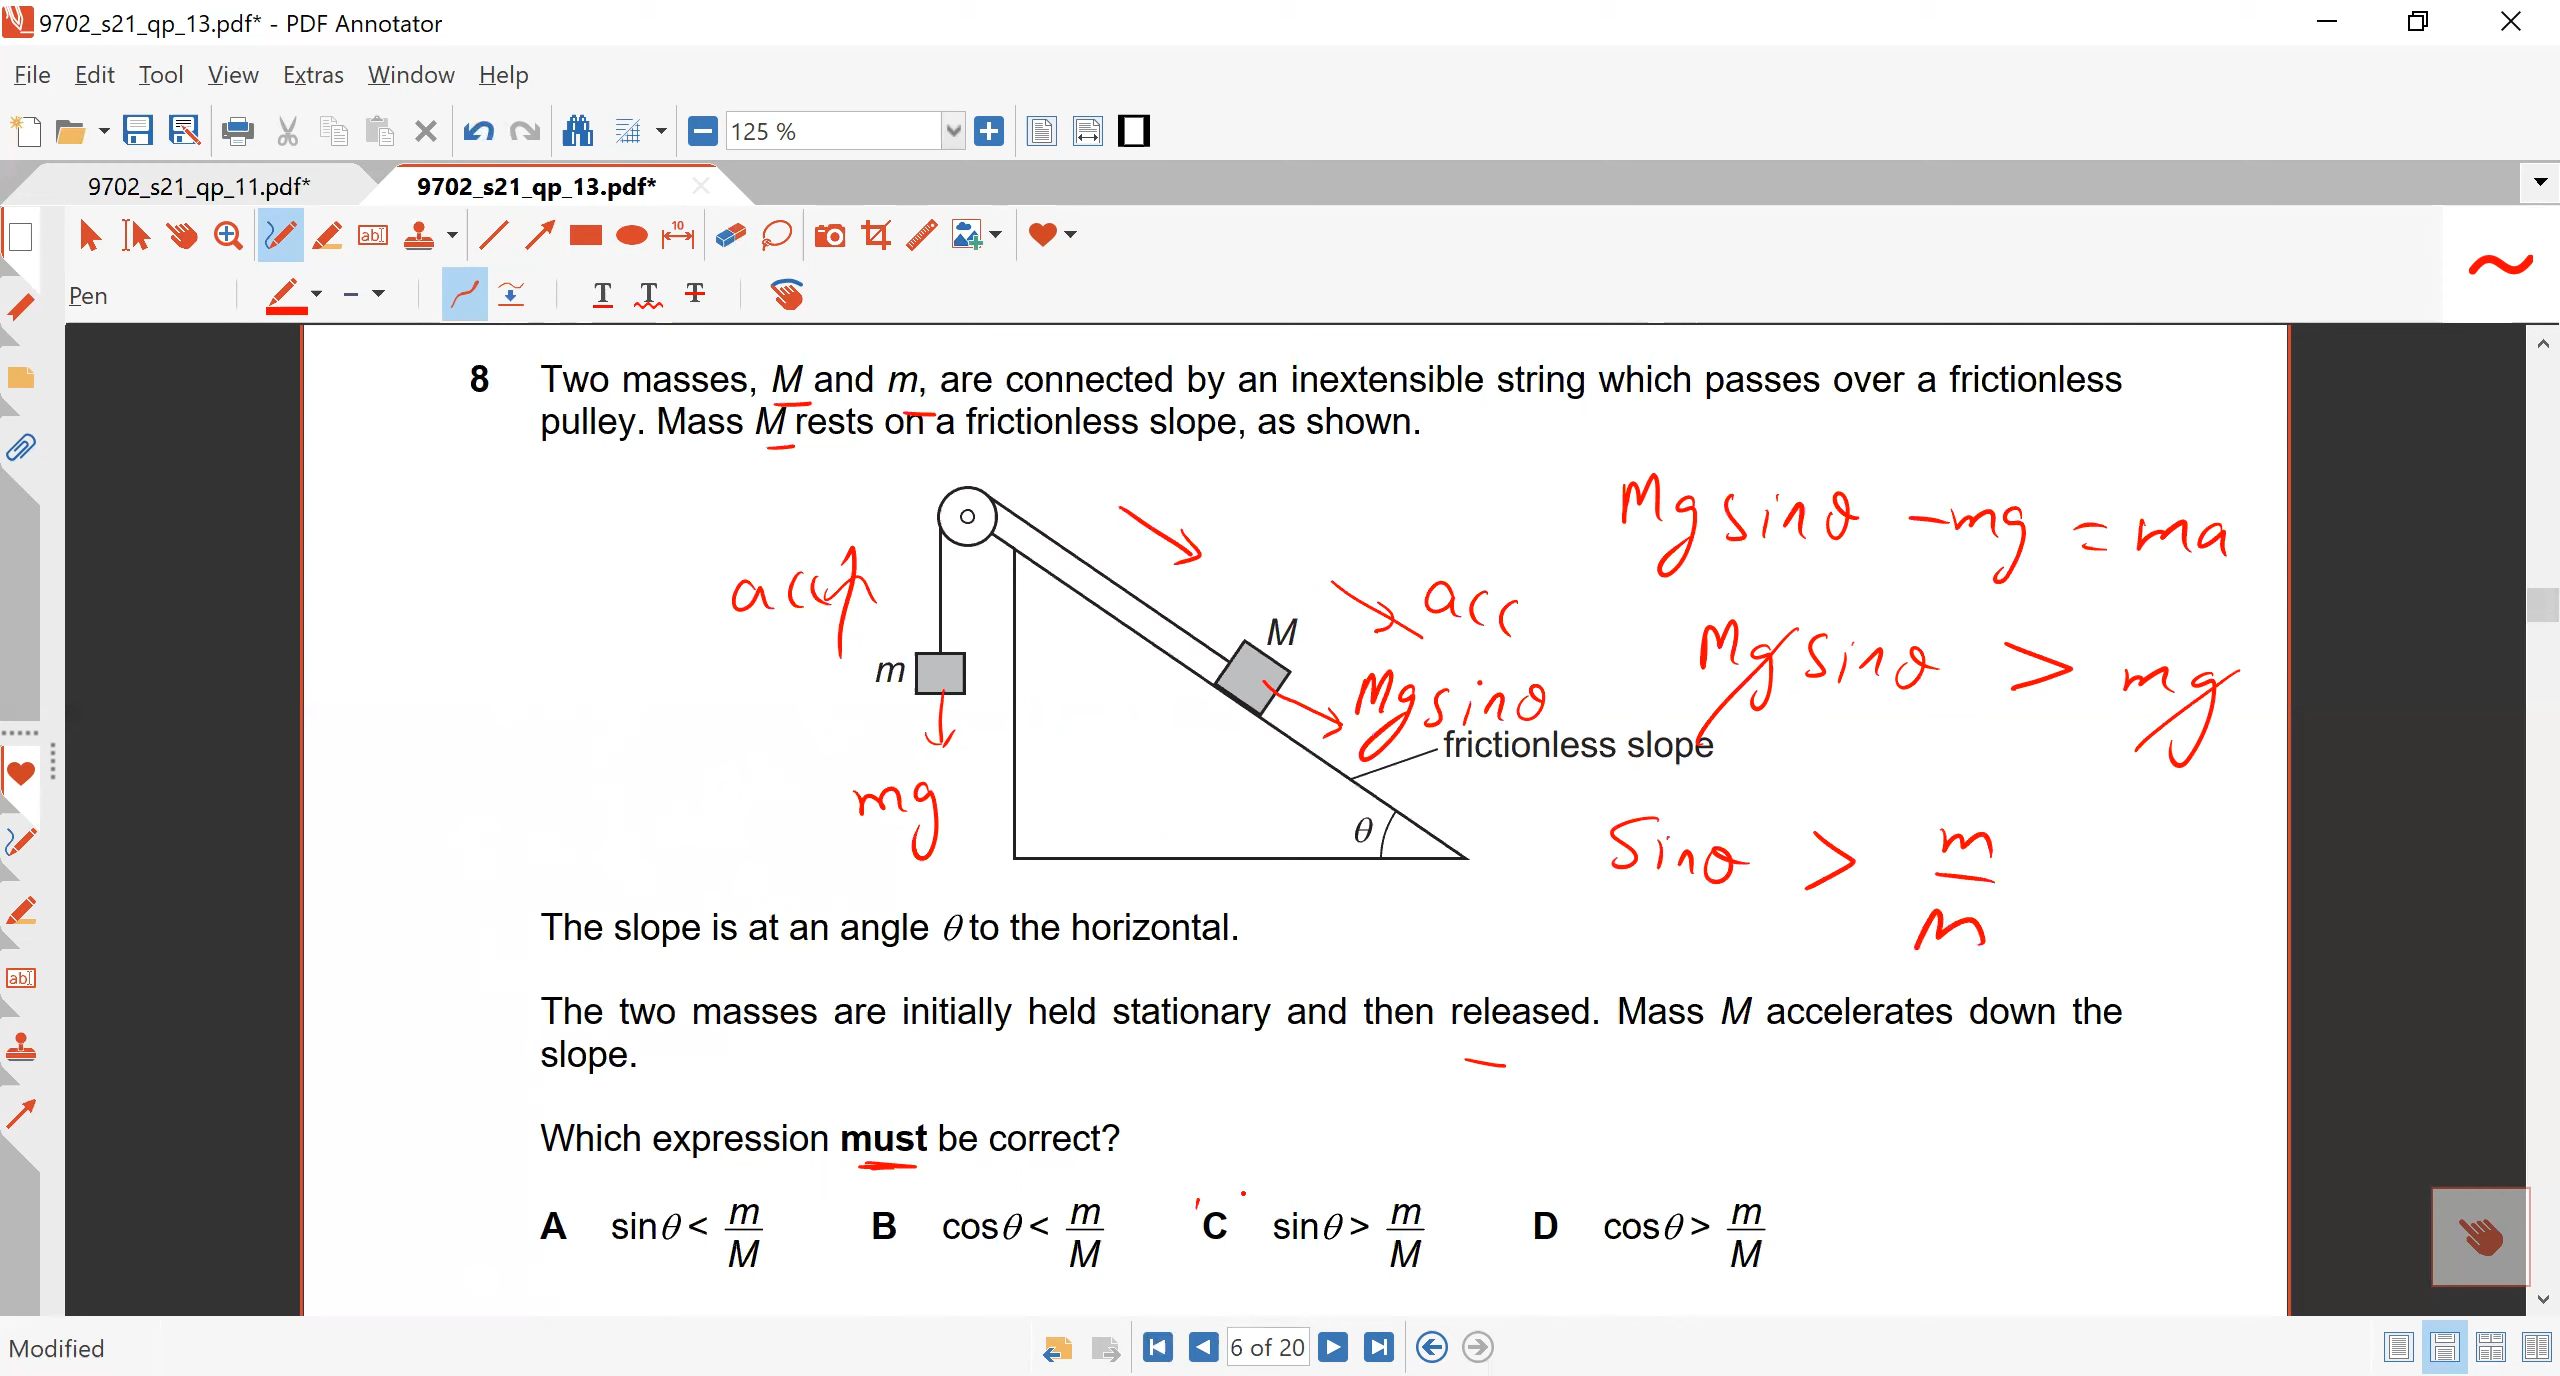 9702_s21_qp_13.pdf* - PDF Annotator
File Edit Tool View Extras Window Help
125 %
9702_s21_qp_11.pdf* 9702_s21_qp_13.pdf*
ab 10
Pen T T T
8 Two masses, M and m, are connected by an inextensible string which passes over a frictionless
pulley. Mass M rests on a frictionless slope, as shown.
Mg sinθ - mg = ma
acc
acc
M
m
Mg sinθ > mg
Mg sinθ
frictionless slope
mg
θ
sinθ > m/M
The slope is at an angle θ to the horizontal.
ab
The two masses are initially held stationary and then released. Mass M accelerates down the
slope.
Which expression must be correct?
A sinθ < m/M B cosθ < m/M C sinθ > m/M D cosθ > m/M
Modified 6 of 20